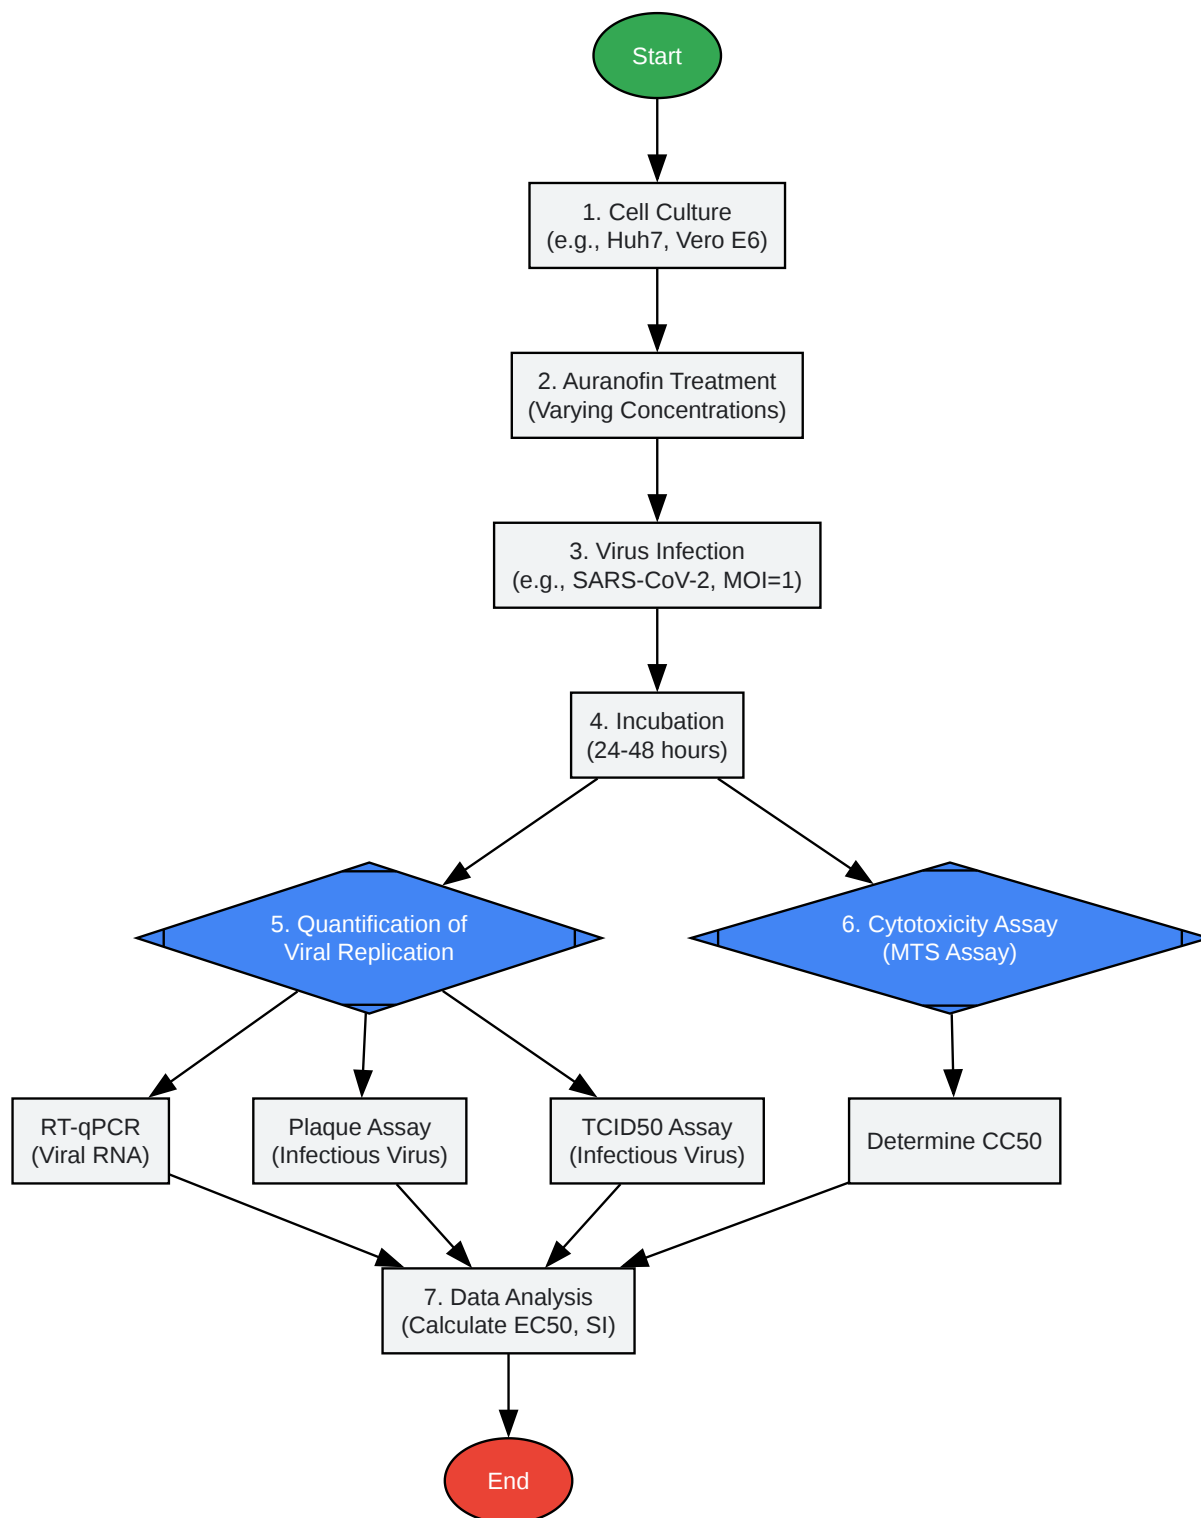 Start
1. Cell Culture
(e.g., Huh7, Vero E6)
2. Auranofin Treatment
(Varying Concentrations)
3. Virus Infection
(e.g., SARS-CoV-2, MOI=1)
4. Incubation
(24-48 hours)
5. Quantification of
Viral Replication
6. Cytotoxicity Assay
(MTS Assay)
RT-qPCR
(Viral RNA)
Plaque Assay
(Infectious Virus)
TCID50 Assay
(Infectious Virus)
Determine CC50
7. Data Analysis
(Calculate EC50, SI)
End